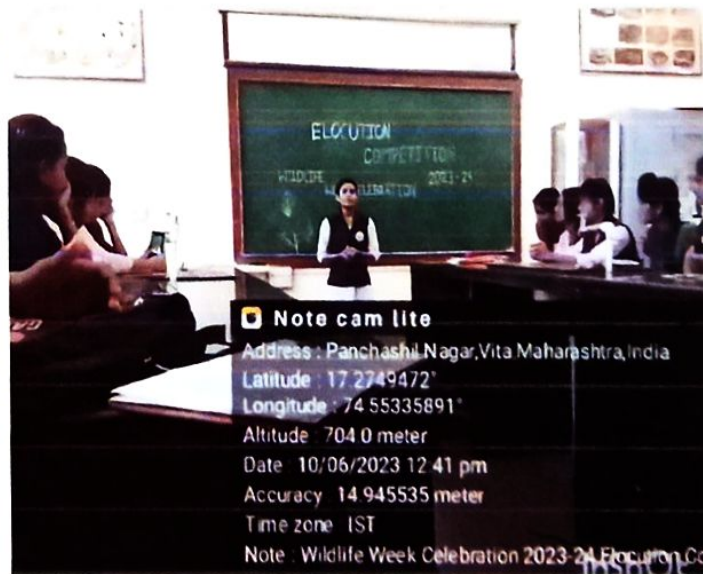 ELOCUTION
COMPETITION
WILDLIFE 2023-24
CELEBRATION
Note cam lite
Address : Panchashil Nagar,Vita Maharashtra,India
Latitude : 17.2749472°
Longitude : 74.55335891°
Altitude : 704.0 meter
Date : 10/06/2023 12:41 pm
Accuracy : 14.945535 meter
Time zone : IST
Note : Wildlife Week Celebration 2023-24 Elocution Co